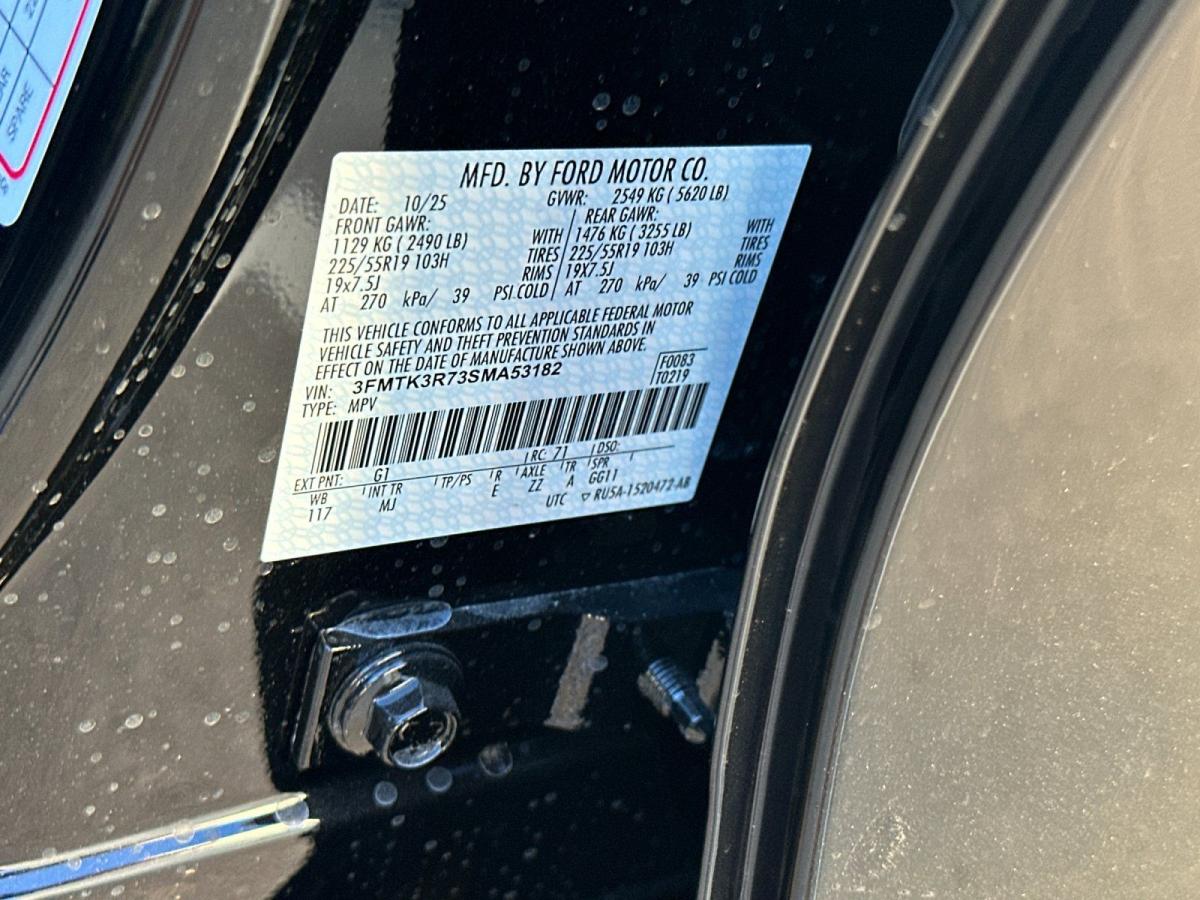 SPARE
MFD. BY FORD MOTOR CO.
DATE: 10/25 GVWR: 2549 KG ( 5620 LB)
FRONT GAWR: REAR GAWR:
1129 KG ( 2490 LB) WITH 1476 KG ( 3255 LB) WITH
225/55R19 103H TIRES 225/55R19 103H TIRES
19x7.5J RIMS 19x7.5J RIMS
AT 270 kPa/ 39 PSI COLD AT 270 kPa/ 39 PSI COLD
THIS VEHICLE CONFORMS TO ALL APPLICABLE FEDERAL MOTOR
VEHICLE SAFETY AND THEFT PREVENTION STANDARDS IN
EFFECT ON THE DATE OF MANUFACTURE SHOWN ABOVE.
VIN: 3FMTK3R73SMA53182 F0083
TYPE: MPV T0219
EXT PNT: G1 RC: 71 DSO:
WB INT TR TP/PS R AXLE TR SPR
117 MJ E ZZ A GG11
UTC ▽ RU5A-1520472-AB